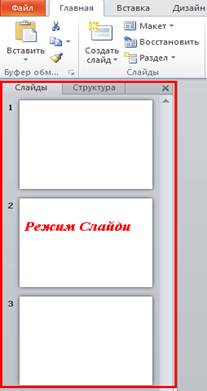 Файл Главная Вставка Дизайн
Вставить
Создать слайд
Макет
Восстановить
Раздел
Буфер обм... Слайды
Слайды Структура
1
2
Режим Слайди
3